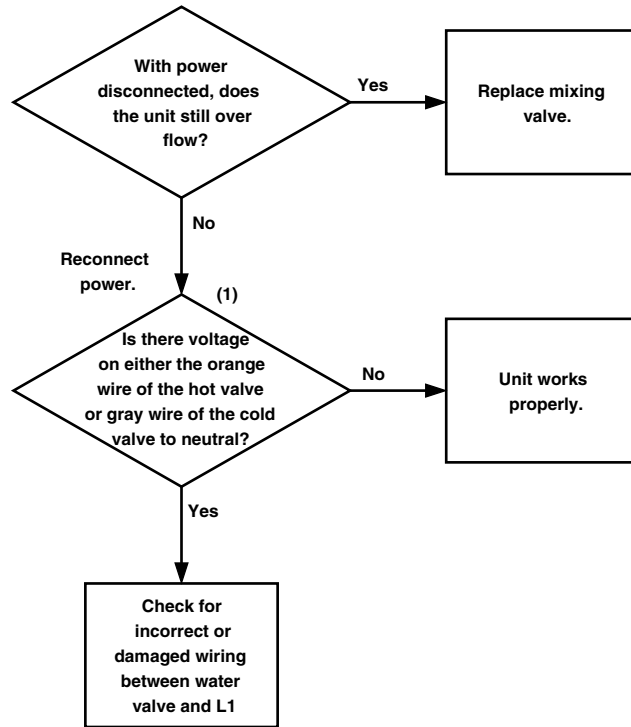 With power
disconnected, does
the unit still over
flow?
Yes
Replace mixing
valve.
No
Reconnect
power.
(1)
Is there voltage
on either the orange
wire of the hot valve
or gray wire of the cold
valve to neutral?
No
Unit works
properly.
Yes
Check for
incorrect or
damaged wiring
between water
valve and L1